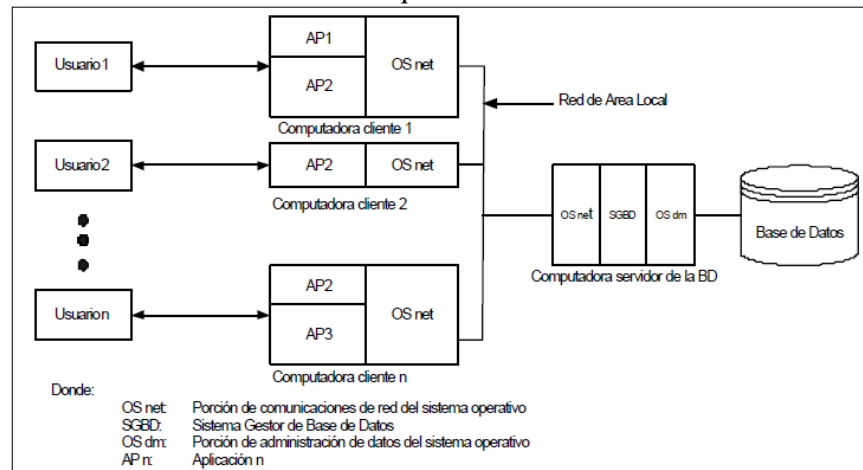 Usuario1
AP1
AP2
OS net
Computadora cliente 1
Red de Area Local
Usuario2
AP2
OS net
Computadora cliente 2
OS net
SGBD
OS dm
Computadora servidor de la BD
Base de Datos
Usuarion
AP2
AP3
OS net
Computadora cliente n
Donde:
OS net: Porción de comunicaciones de red del sistema operativo
SGBD: Sistema Gestor de Base de Datos
OS dm: Porción de administración de datos del sistema operativo
AP n: Aplicación n